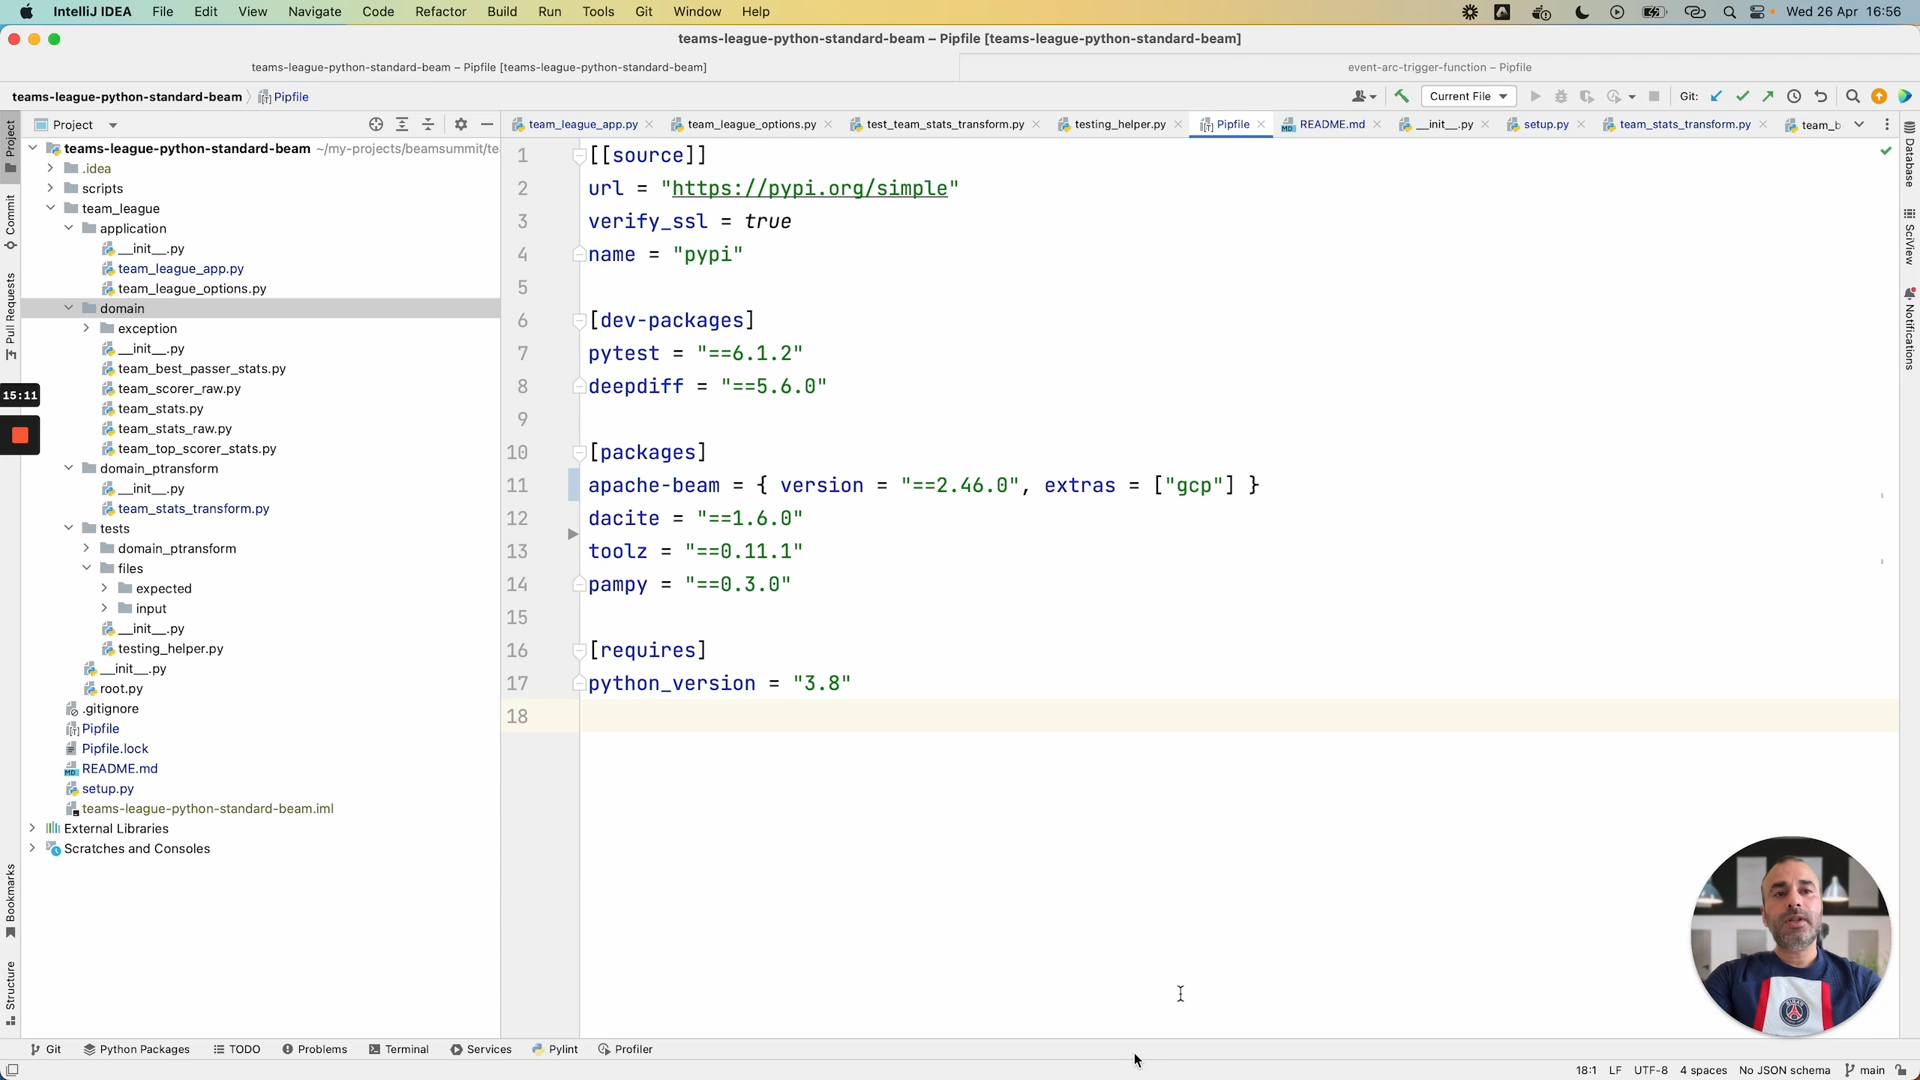 IntelliJ IDEA File Edit View Navigate Code Refactor Build Run Tools Git Window Help Wed 26 Apr 16:56
teams-league-python-standard-beam – Pipfile [teams-league-python-standard-beam]
teams-league-python-standard-beam – Pipfile [teams-league-python-standard-beam] event-arc-trigger-function – Pipfile
teams-league-python-standard-beam Pipfile Current File Git:
Project team_league_app.py team_league_options.py test_team_stats_transform.py testing_helper.py Pipfile README.md __init__.py setup.py team_stats_transform.py team_b
Project
Commit
Pull Requests
15:11
Bookmarks
Structure
teams-league-python-standard-beam ~/my-projects/beamsummit/te
.idea
scripts
team_league
application
__init__.py
team_league_app.py
team_league_options.py
domain
exception
__init__.py
team_best_passer_stats.py
team_scorer_raw.py
team_stats.py
team_stats_raw.py
team_top_scorer_stats.py
domain_ptransform
__init__.py
team_stats_transform.py
tests
domain_ptransform
files
expected
input
__init__.py
testing_helper.py
__init__.py
root.py
.gitignore
Pipfile
Pipfile.lock
README.md
setup.py
teams-league-python-standard-beam.iml
External Libraries
Scratches and Consoles
1 [[source]]
2 url = "https://pypi.org/simple"
3 verify_ssl = true
4 name = "pypi"
5
6 [dev-packages]
7 pytest = "==6.1.2"
8 deepdiff = "==5.6.0"
9
10 [packages]
11 apache-beam = { version = "==2.46.0", extras = ["gcp"] }
12 dacite = "==1.6.0"
13 toolz = "==0.11.1"
14 pampy = "==0.3.0"
15
16 [requires]
17 python_version = "3.8"
18
Database
SciView
Notifications
Git Python Packages TODO Problems Terminal Services Pylint Profiler
18:1 LF UTF-8 4 spaces No JSON schema main